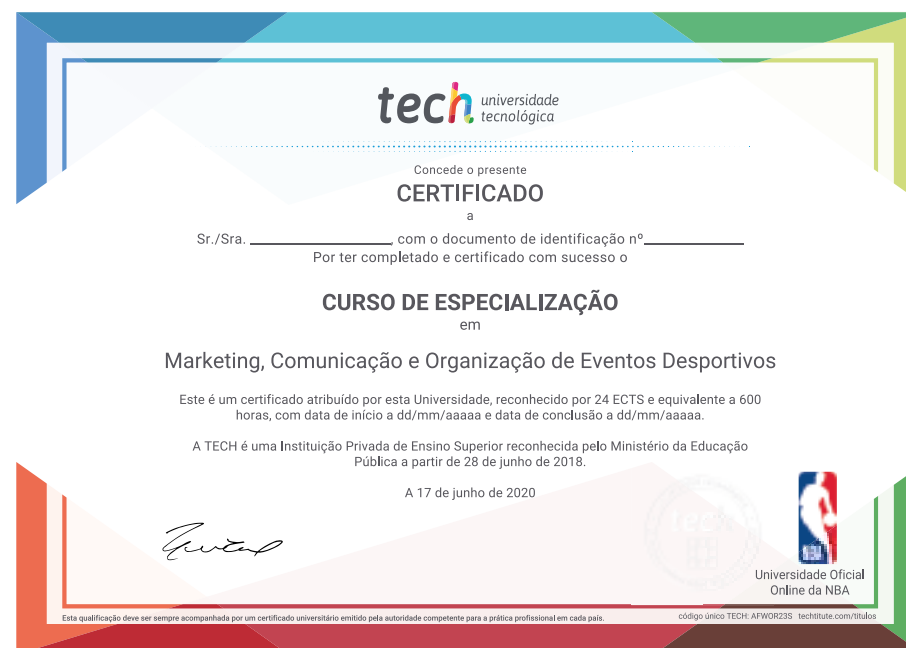 tech universidade
tecnológica
Concede o presente
CERTIFICADO
a
Sr./Sra. ____________, com o documento de identificação nº____________
Por ter completado e certificado com sucesso o
CURSO DE ESPECIALIZAÇÃO
em
Marketing, Comunicação e Organização de Eventos Desportivos
Este é um certificado atribuído por esta Universidade, reconhecido por 24 ECTS e equivalente a 600
horas, com data de início a dd/mm/aaaaa e data de conclusão a dd/mm/aaaaa.
A TECH é uma Instituição Privada de Ensino Superior reconhecida pelo Ministério da Educação
Pública a partir de 28 de junho de 2018.
A 17 de junho de 2020
tech
NBA
Universidade Oficial
Online da NBA
Esta qualificação deve ser sempre acompanhada por um certificado universitário emitido pela autoridade competente para a prática profissional em cada país.
código único TECH: AFWOR23S techtitute.com/titulos